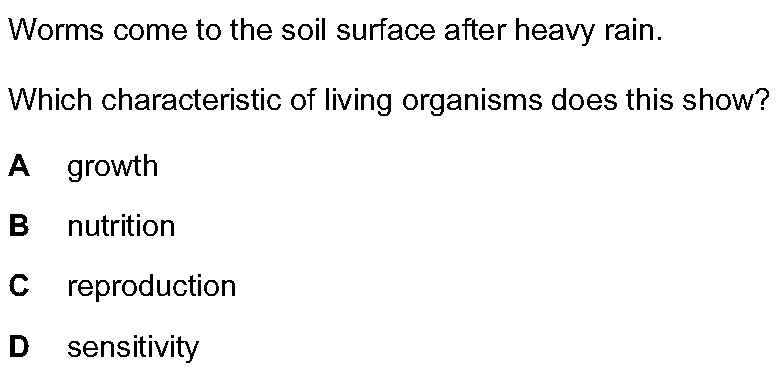 Worms come to the soil surface after heavy rain.
Which characteristic of living organisms does this show?
A growth
B nutrition
C reproduction
D sensitivity